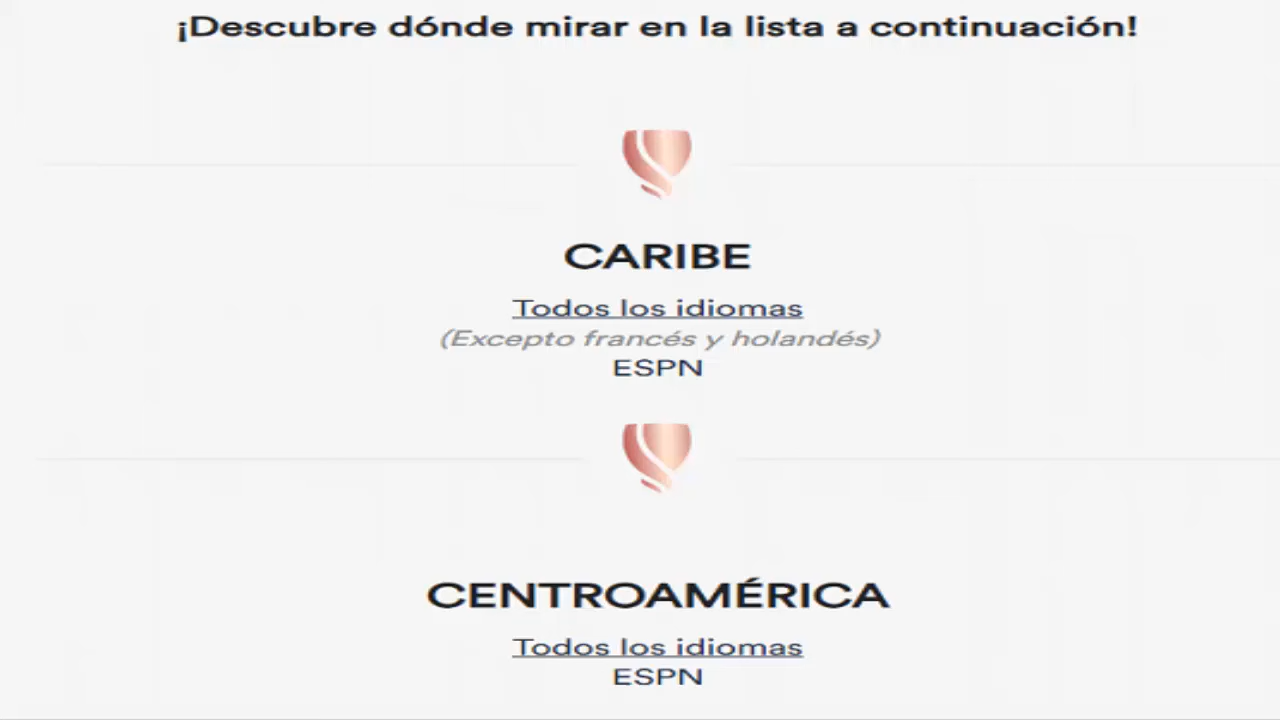 ¡Descubre dónde mirar en la lista a continuación!
CARIBE
Todos los idiomas
(Excepto francés y holandés)
ESPN
CENTROAMÉRICA
Todos los idiomas
ESPN